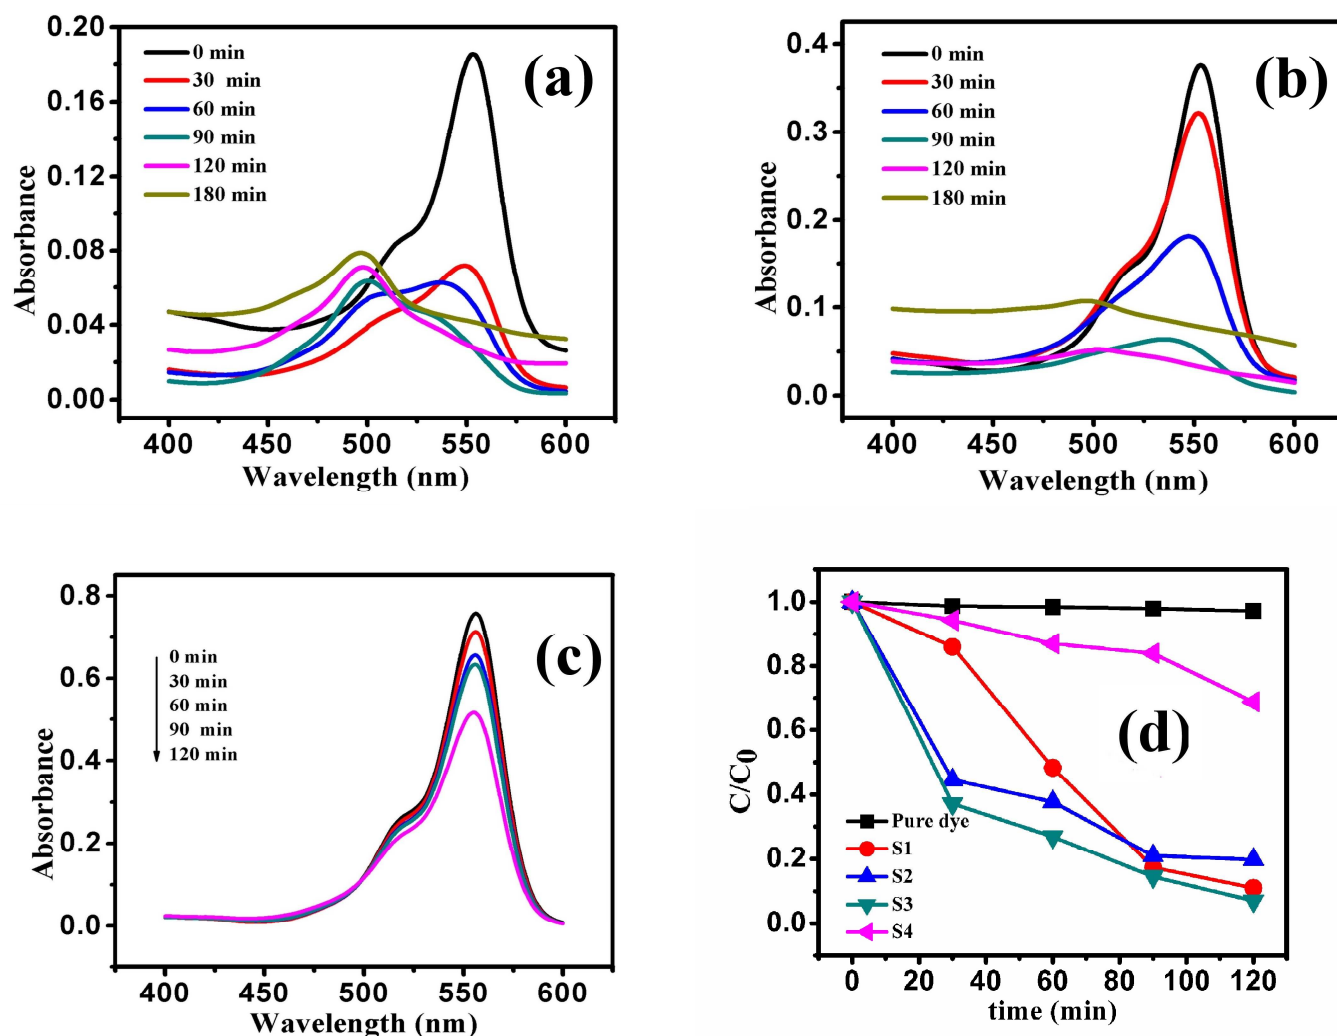 0.20
0.16
0.12
0.08
0.04
0.00
Absorbance
0 min
30 min
60 min
90 min
120 min
180 min
(a)
400 450 500 550 600
Wavelength (nm)
0.4
0.3
0.2
0.1
0.0
Absorbance
0 min
30 min
60 min
90 min
120 min
180 min
(b)
400 450 500 550 600
Wavelength (nm)
0.8
0.6
0.4
0.2
0.0
Absorbance
0 min
30 min
60 min
90 min
120 min
(c)
400 450 500 550 600
Wavelength (nm)
1.0
0.8
0.6
0.4
0.2
0.0
C/C0
(d)
Pure dye
S1
S2
S3
S4
0 20 40 60 80 100 120
time (min)